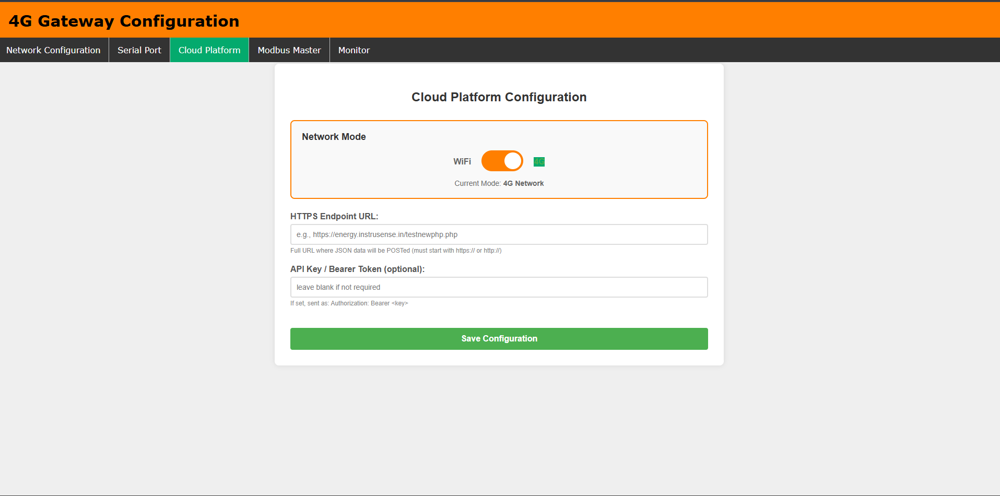 4G Gateway Configuration
Network Configuration Serial Port Cloud Platform Modbus Master Monitor
Cloud Platform Configuration
Network Mode
WiFi 4G
Current Mode: 4G Network
HTTPS Endpoint URL:
e.g., https://energy.instrusense.in/testnewphp.php
Full URL where JSON data will be POSTed (must start with https:// or http://)
API Key / Bearer Token (optional):
leave blank if not required
If set, sent as: Authorization: Bearer <key>
Save Configuration